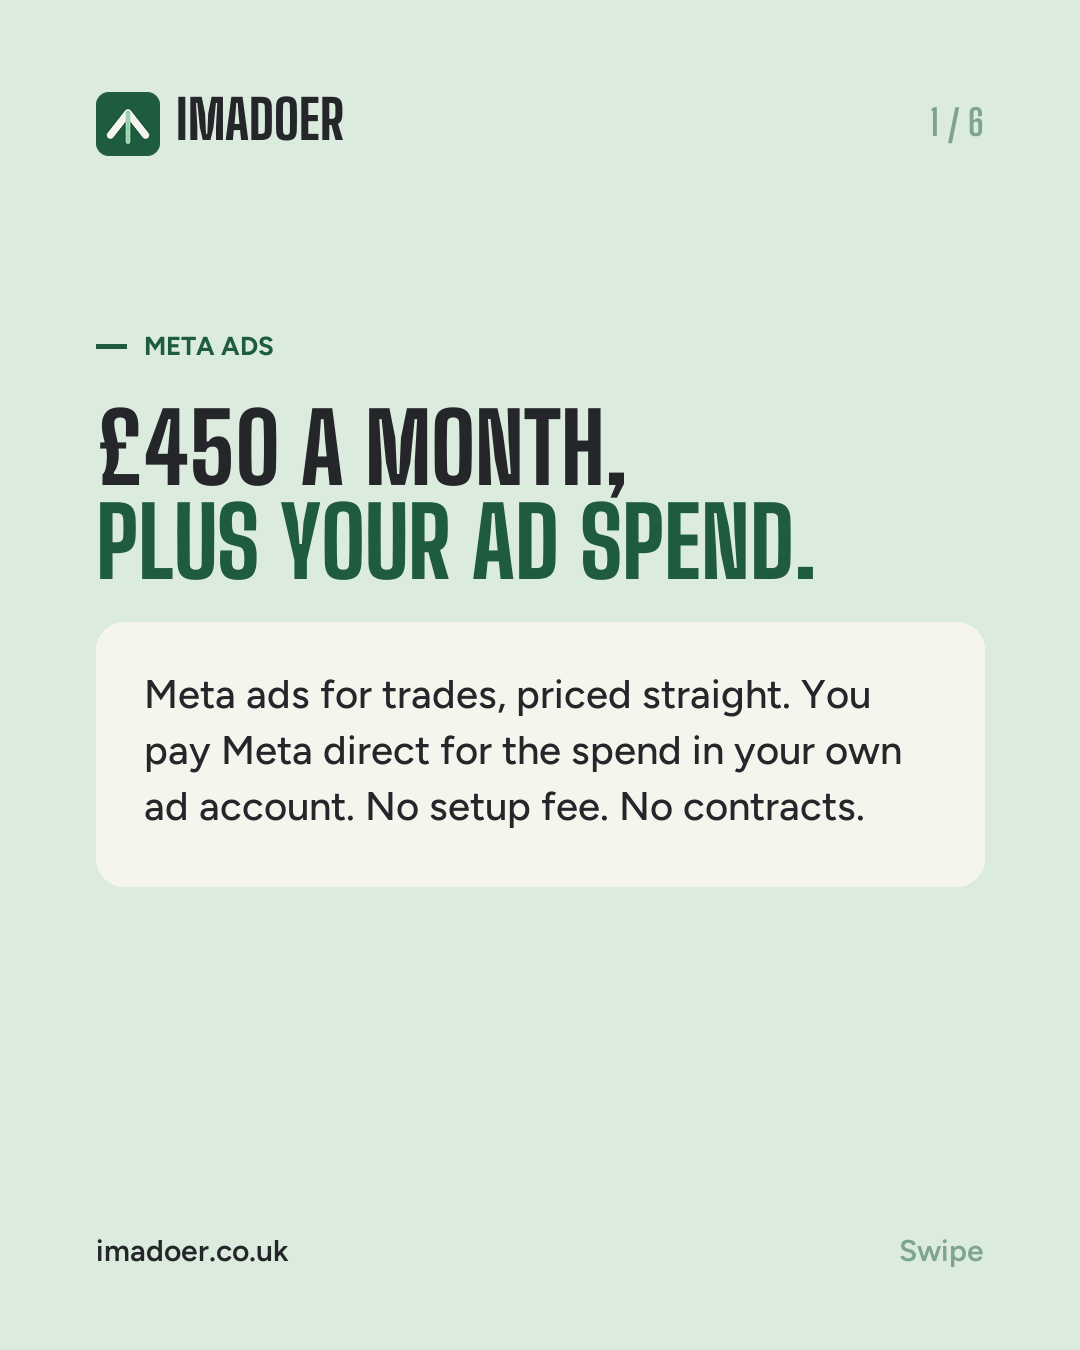 IMADOER
1 / 6
META ADS
£450 A MONTH,
PLUS YOUR AD SPEND.
Meta ads for trades, priced straight. You
pay Meta direct for the spend in your own
ad account. No setup fee. No contracts.
imadoer.co.uk
Swipe